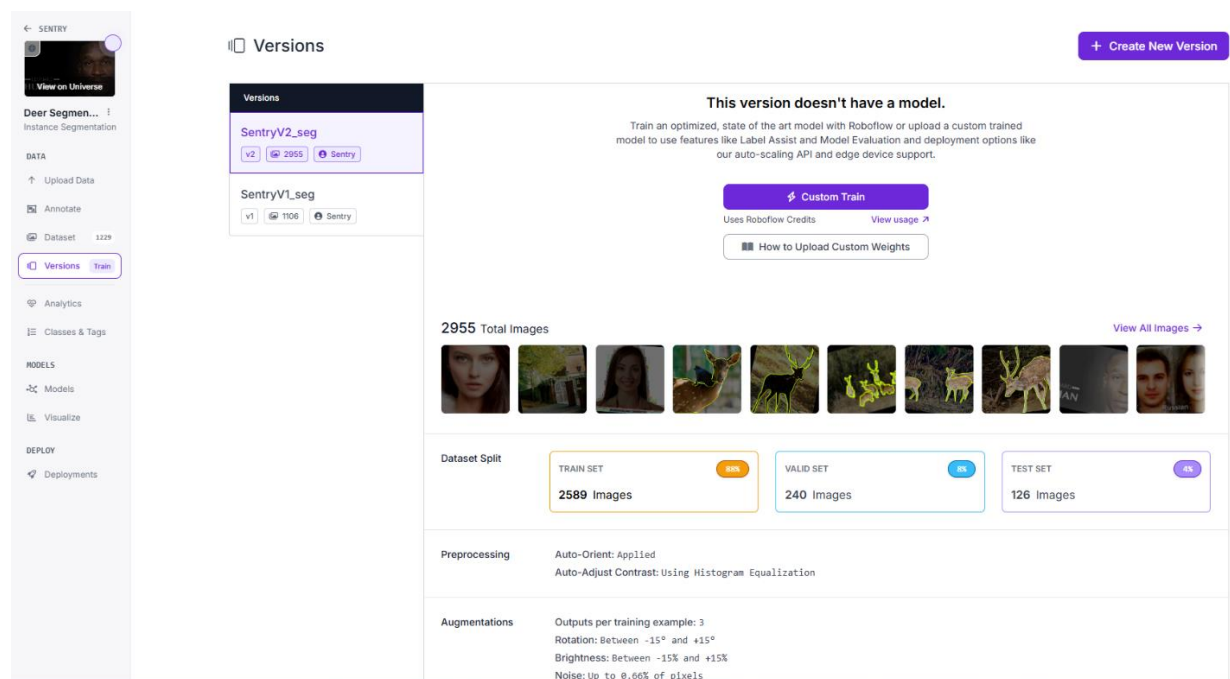 ← SENTRY
View on Universe
Deer Segmen...
Instance Segmentation
DATA
Upload Data
Annotate
Dataset 1229
Versions Train
Analytics
Classes & Tags
MODELS
Models
Visualize
DEPLOY
Deployments
Versions
+ Create New Version
Versions
SentryV2_seg
v2 2955 Sentry
SentryV1_seg
v1 1106 Sentry
This version doesn't have a model.
Train an optimized, state of the art model with Roboflow or upload a custom trained
model to use features like Label Assist and Model Evaluation and deployment options like
our auto-scaling API and edge device support.
Custom Train
Uses Roboflow Credits View usage ↗
How to Upload Custom Weights
2955 Total Images
View All Images →
Dataset Split
TRAIN SET 88%
2589 Images
VALID SET 8%
240 Images
TEST SET 4%
126 Images
Preprocessing
Auto-Orient: Applied
Auto-Adjust Contrast: Using Histogram Equalization
Augmentations
Outputs per training example: 3
Rotation: Between -15° and +15°
Brightness: Between -15% and +15%
Noise: Up to 0.66% of pixels